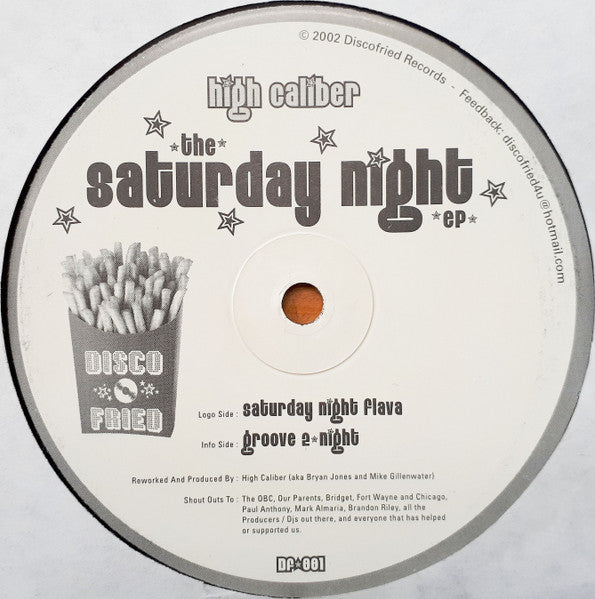 © 2002 Discofried Records - Feedback: discofried4u@hotmail.com
high caliber
the
saturday night
ep
DISCO
FRIED
Logo Side : saturday night flava
Info Side : groove 2 night
Reworked And Produced By : High Caliber (aka Bryan Jones and Mike Gillenwater)
Shout Outs To : The OBC, Our Parents, Bridget, Fort Wayne and Chicago,
Paul Anthony, Mark Almaria, Brandon Riley, all the
Producers / Djs out there, and everyone that has helped
or supported us.
DF★001